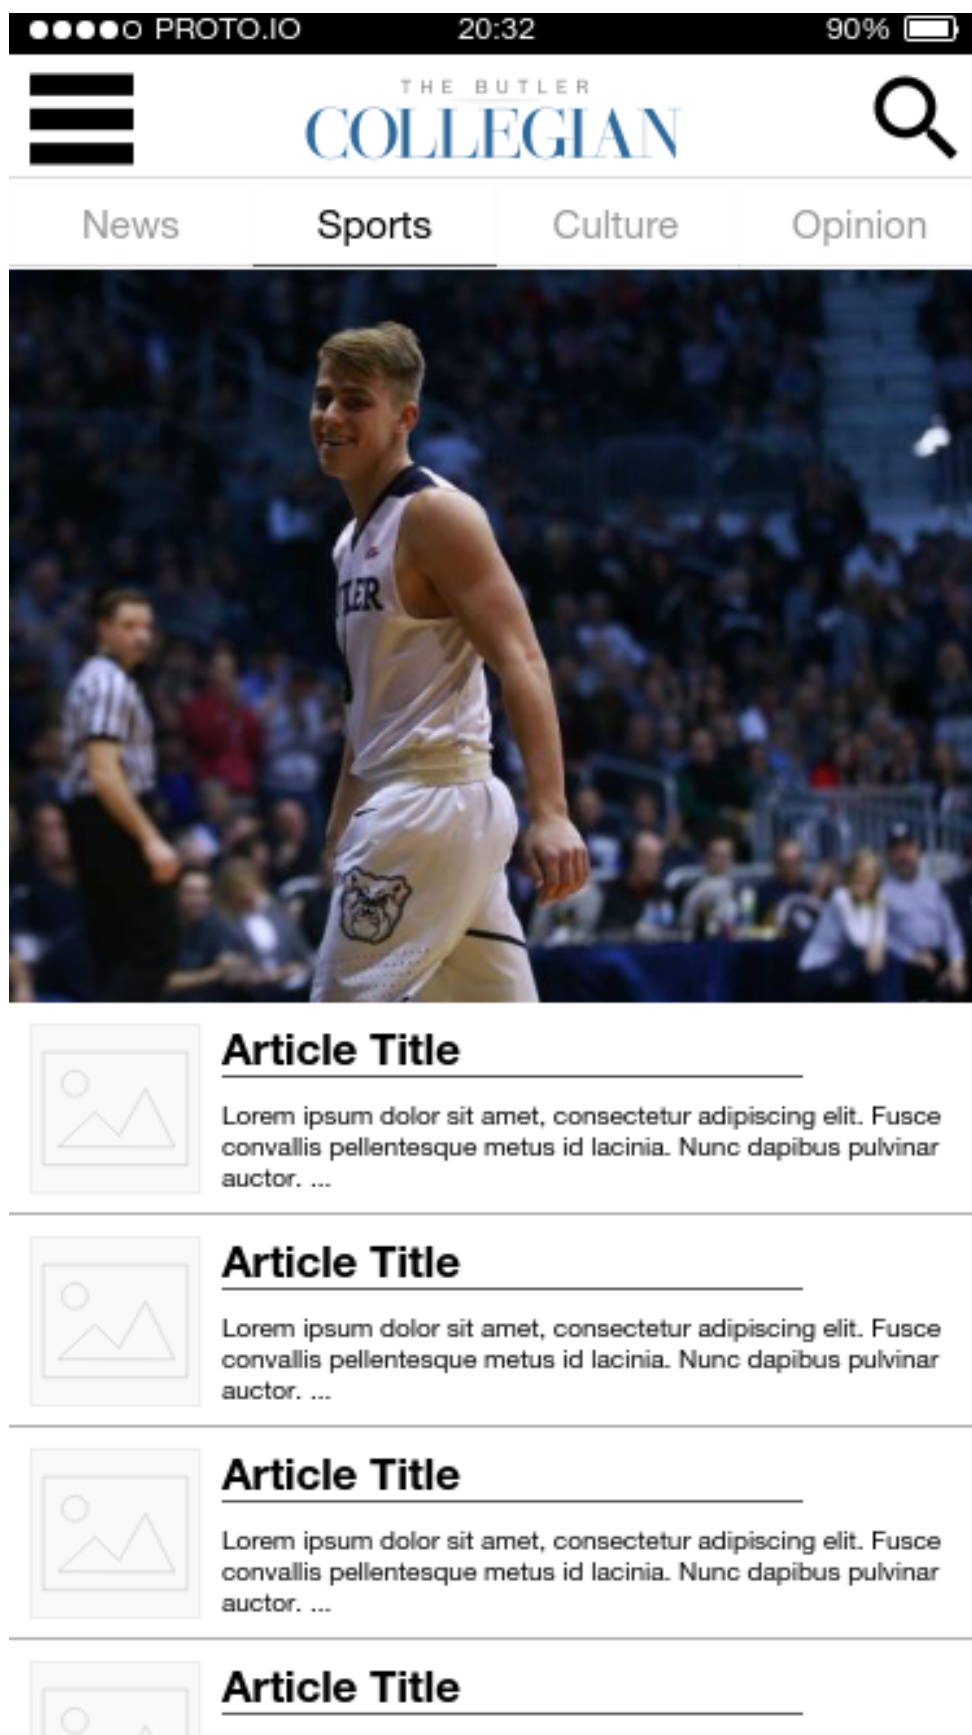 PROTO.IO 20:32 90%
THE BUTLER
COLLEGIAN
News Sports Culture Opinion
Article Title
Lorem ipsum dolor sit amet, consectetur adipiscing elit. Fusce
convallis pellentesque metus id lacinia. Nunc dapibus pulvinar
auctor. ...
Article Title
Lorem ipsum dolor sit amet, consectetur adipiscing elit. Fusce
convallis pellentesque metus id lacinia. Nunc dapibus pulvinar
auctor. ...
Article Title
Lorem ipsum dolor sit amet, consectetur adipiscing elit. Fusce
convallis pellentesque metus id lacinia. Nunc dapibus pulvinar
auctor. ...
Article Title